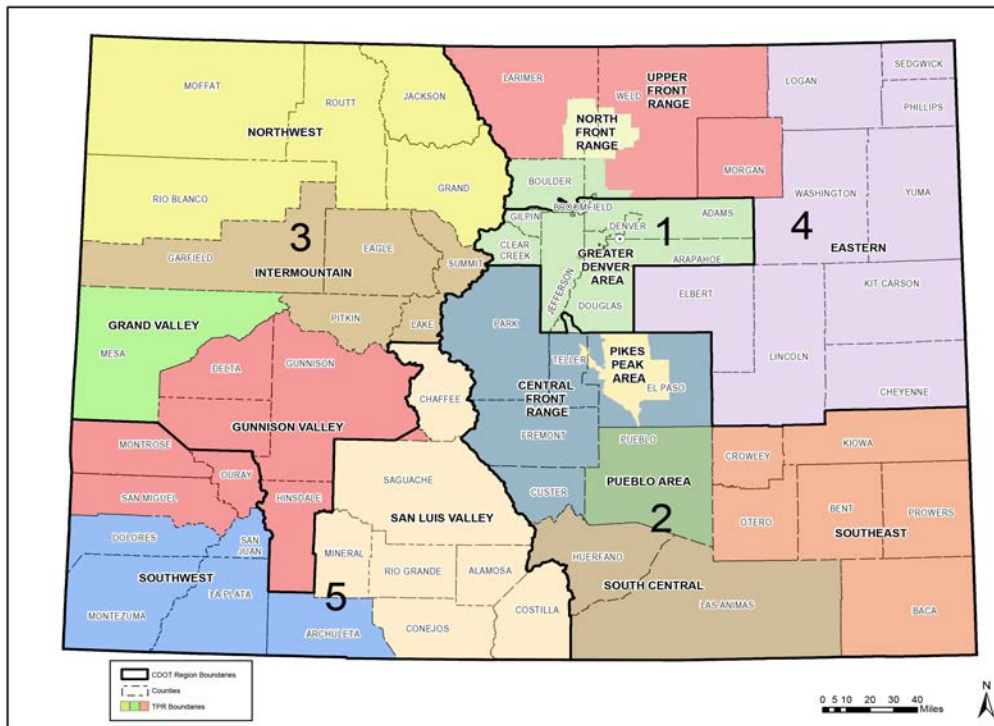 MOFFAT
ROUTT
JACKSON
LARIMER
UPPER
FRONT
RANGE
WELD
LOGAN
SEDGWICK
PHILLIPS
NORTHWEST
NORTH
FRONT
RANGE
MORGAN
RIO BLANCO
GRAND
BOULDER
WASHINGTON
YUMA
BROOMFIELD
GILPIN
DENVER
ADAMS
1
4
EASTERN
3
GARFIELD
EAGLE
SUMMIT
CLEAR
CREEK
GREATER
DENVER
AREA
ARAPAHOE
INTERMOUNTAIN
JEFFERSON
DOUGLAS
ELBERT
KIT CARSON
GRAND VALLEY
PITKIN
LAKE
PARK
MESA
DELTA
GUNNISON
TELLER
PIKES
PEAK
AREA
LINCOLN
EL PASO
CHEYENNE
CHAFFEE
CENTRAL
FRONT
RANGE
GUNNISON VALLEY
FREMONT
PUEBLO
MONTROSE
KIOWA
CROWLEY
OURAY
SAGUACHE
PUEBLO AREA
SAN MIGUEL
HINSDALE
CUSTER
BENT
PROWERS
SAN LUIS VALLEY
2
OTERO
SOUTHEAST
DOLORES
SAN
JUAN
MINERAL
HUERFANO
SOUTHWEST
RIO GRANDE
ALAMOSA
SOUTH CENTRAL
LA PLATA
5
MONTEZUMA
COSTILLA
LAS ANIMAS
BACA
ARCHULETA
CONEJOS
CDOT Region Boundaries
Counties
TPR Boundaries
0 5 10 20 30 40
Miles
N